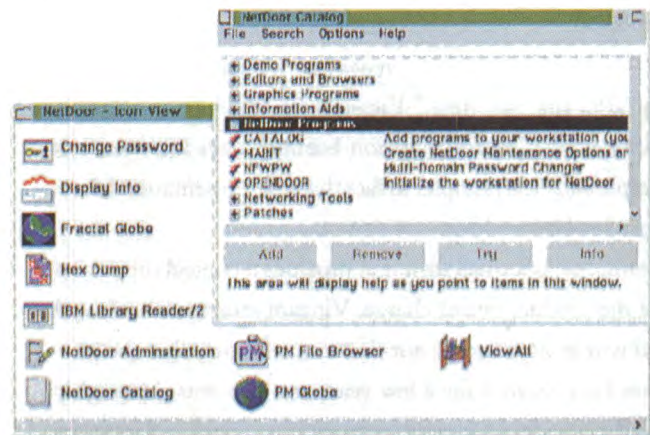 NetDoor Catalog
File Search Options Help
Demo Programs
Editors and Browsers
Graphics Programs
Information Aids
NetDoor Programs
CATALOG Add programs to your workstation (you
MAINT Create NetDoor Maintenance Options ar
NFWPW Multi-Domain Password Changer
OPENDOOR Initialize the workstation for NetDoor
Networking Tools
Patches
Add Remove Try Info
This area will display help as you point to items in this window.
NetDoor - Icon View
Change Password
Display Info
Fractal Globe
Hex Dump
IBM Library Reader/2
NotDoor Adminstration
PM PM File Browser
ViewAll
NotDoor Catalog
PM Globe